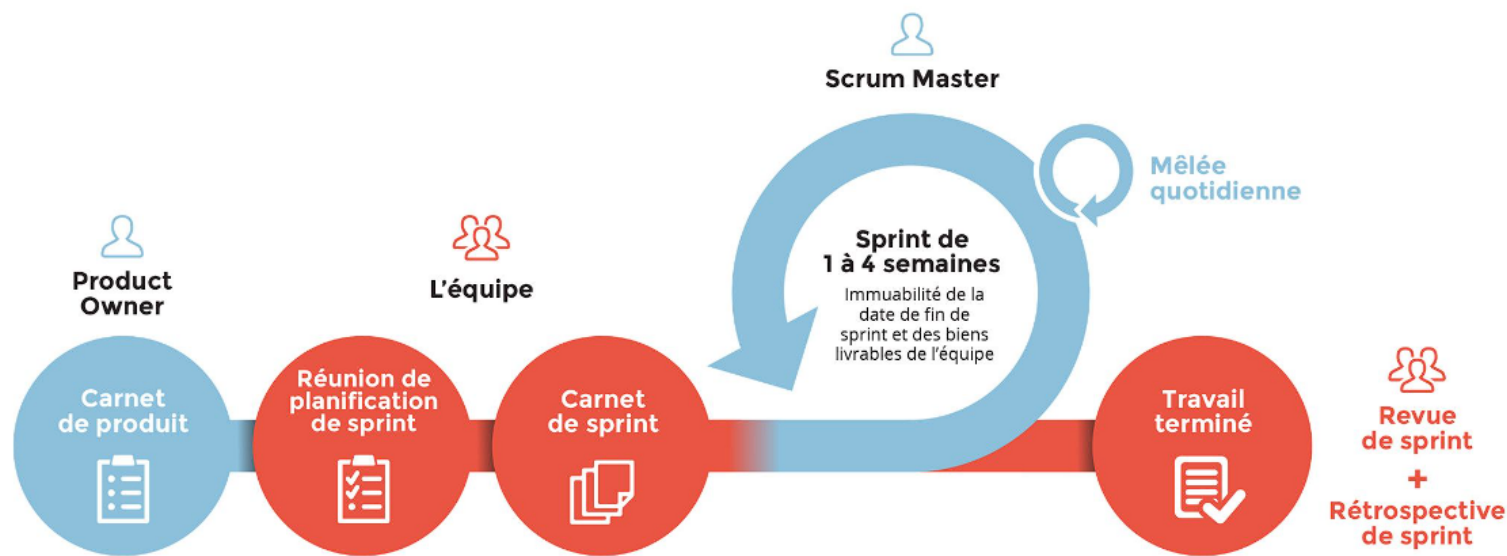 Scrum Master
Mêlée
quotidienne
Sprint de
1 à 4 semaines
Immuabilité de la
date de fin de
sprint et des biens
livrables de l'équipe
Product
Owner
L'équipe
Carnet
de produit
Réunion de
planification
de sprint
Carnet
de sprint
Travail
terminé
Revue
de sprint
+
Rétrospective
de sprint